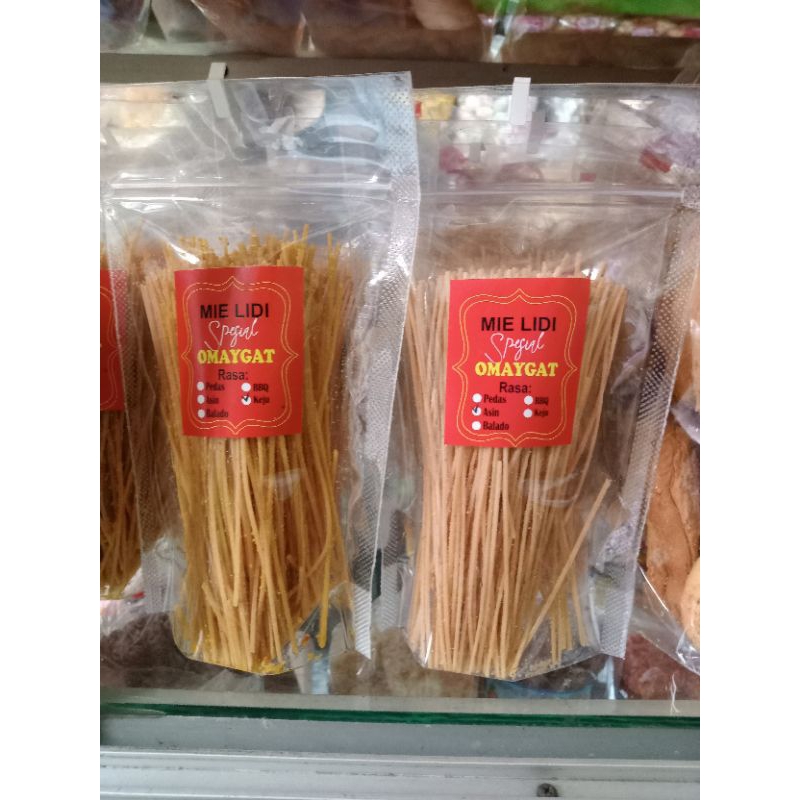 MIE LIDI
Spesial
OMAYGAT
Rasa:
Pedas BBQ
Asin Keju
Balado
MIE LIDI
Spesial
OMAYGAT
Rasa:
Pedas BBQ
Asin Keju
Balado